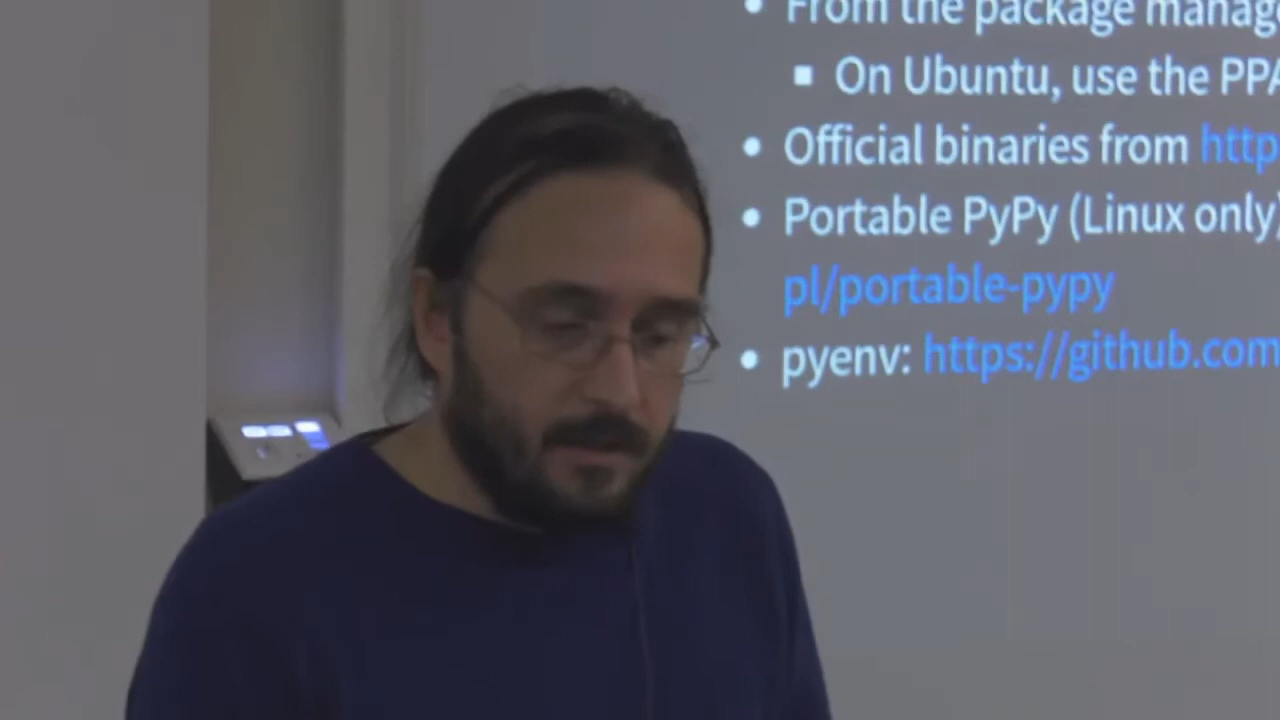 • From the package manag
▪ On Ubuntu, use the PPA
• Official binaries from http
• Portable PyPy (Linux only)
pl/portable-pypy
• pyenv: https://github.com